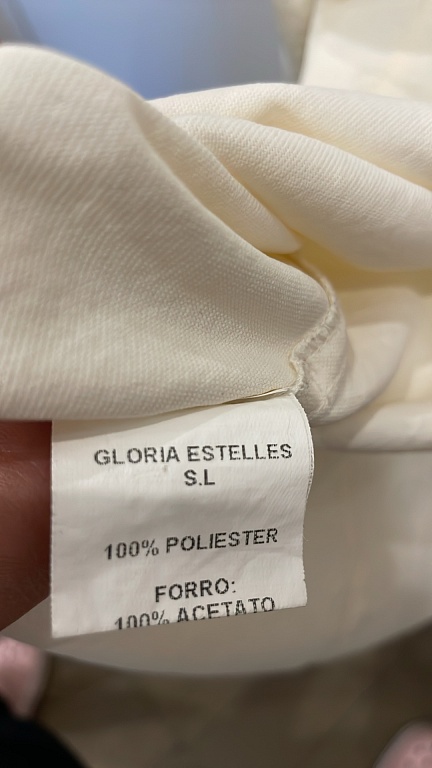 GLORIA ESTELLES
S.L
100% POLIESTER
FORRO:
100% ACETATO